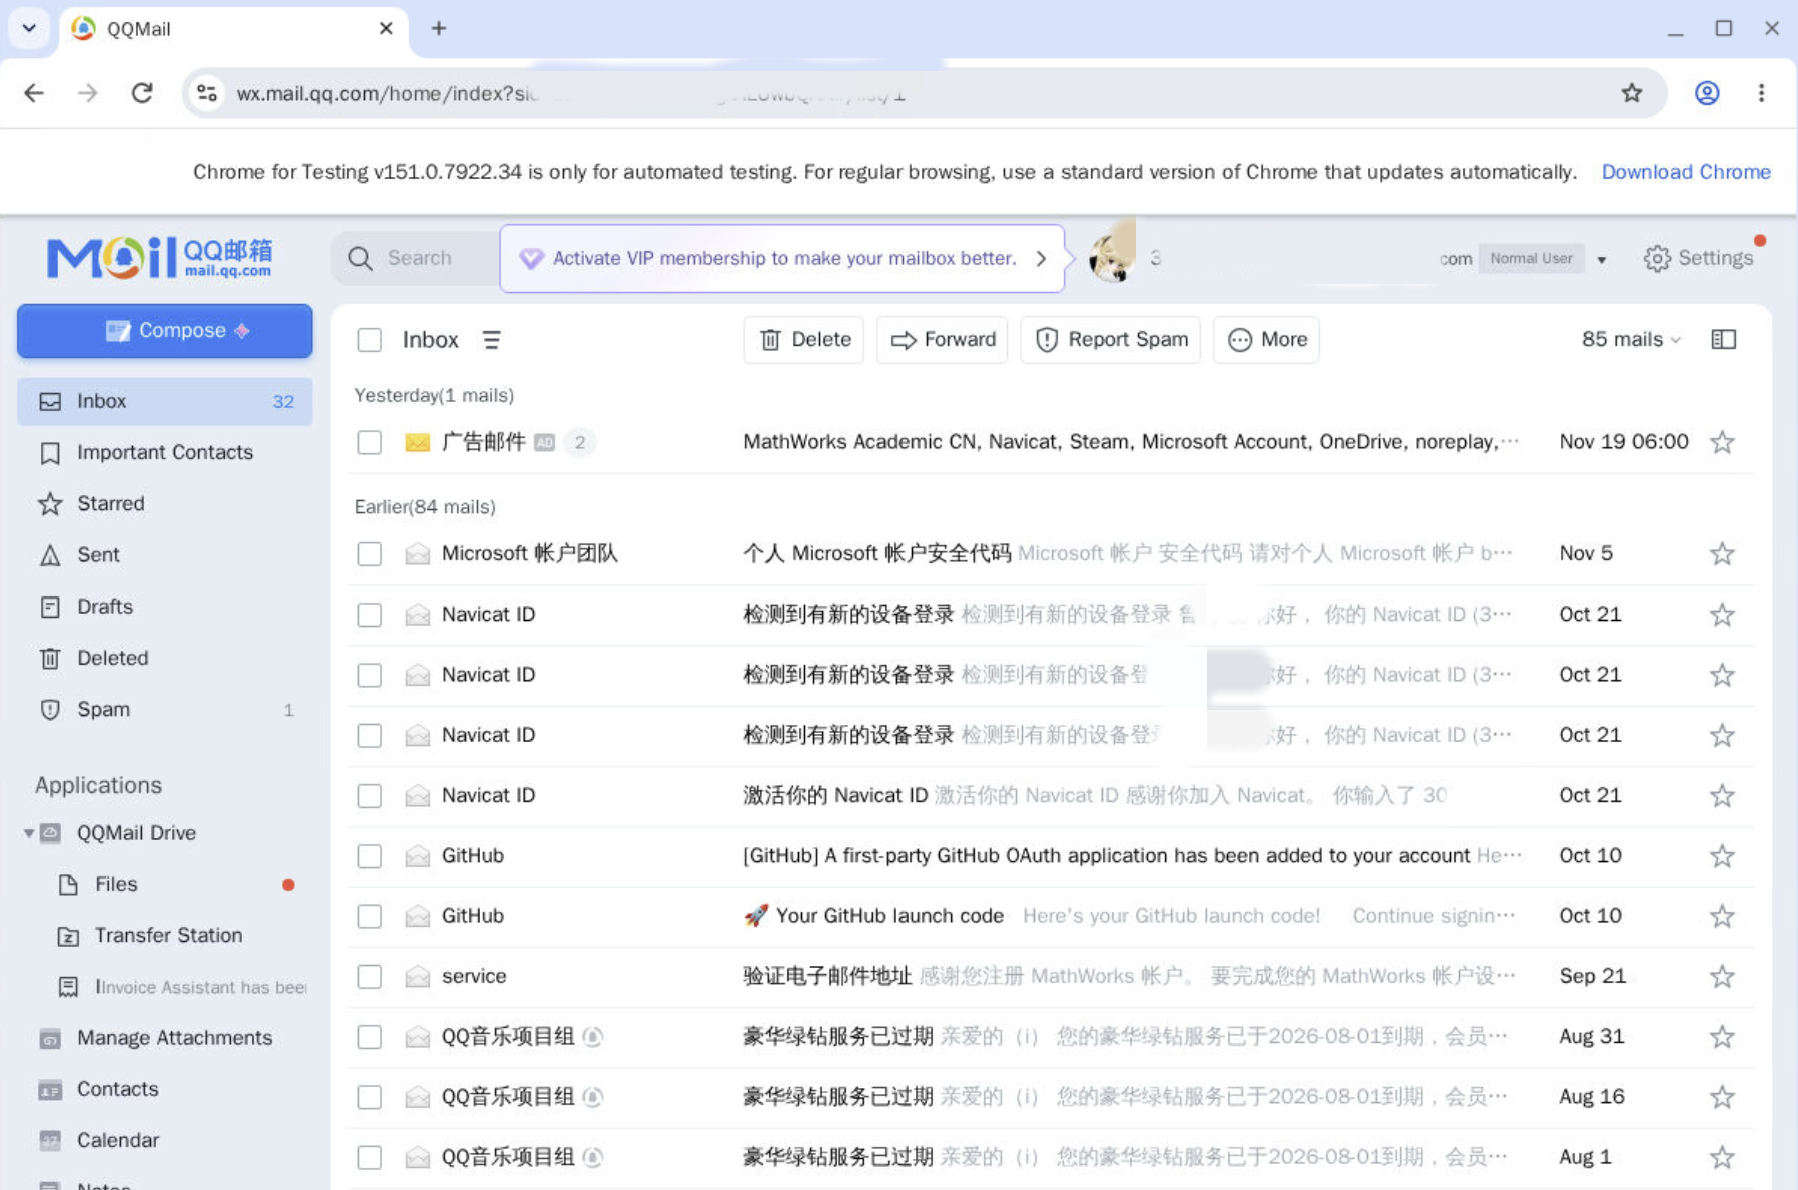 QQMail
wx.mail.qq.com/home/index?si
Chrome for Testing v151.0.7922.34 is only for automated testing. For regular browsing, use a standard version of Chrome that updates automatically. Download Chrome
Mail QQ邮箱
mail.qq.com
Search
Activate VIP membership to make your mailbox better.
3
com Normal User
Settings
Compose
Inbox
Delete
Forward
Report Spam
More
85 mails
Inbox 32
Important Contacts
Starred
Sent
Drafts
Deleted
Spam 1
Applications
QQMail Drive
Files
Transfer Station
Invoice Assistant has bee
Manage Attachments
Contacts
Calendar
Yesterday(1 mails)
广告邮件 AD 2 MathWorks Academic CN, Navicat, Steam, Microsoft Account, OneDrive, noreplay,··· Nov 19 06:00
Earlier(84 mails)
Microsoft 帐户团队 个人 Microsoft 帐户安全代码 Microsoft 帐户 安全代码 请对个人 Microsoft 帐户 b··· Nov 5
Navicat ID 检测到有新的设备登录 检测到有新的设备登录 你好， 你的 Navicat ID (3··· Oct 21
Navicat ID 检测到有新的设备登录 检测到有新的设备登 你好， 你的 Navicat ID (3··· Oct 21
Navicat ID 检测到有新的设备登录 检测到有新的设备登录 你好， 你的 Navicat ID (3··· Oct 21
Navicat ID 激活你的 Navicat ID 激活你的 Navicat ID 感谢你加入 Navicat。 你输入了 30 Oct 21
GitHub [GitHub] A first-party GitHub OAuth application has been added to your account He··· Oct 10
GitHub 🚀 Your GitHub launch code Here's your GitHub launch code! Continue signin··· Oct 10
service 验证电子邮件地址 感谢您注册 MathWorks 帐户。 要完成您的 MathWorks 帐户设··· Sep 21
QQ音乐项目组 豪华绿钻服务已过期 亲爱的（i） 您的豪华绿钻服务已于2026-08-01到期，会员··· Aug 31
QQ音乐项目组 豪华绿钻服务已过期 亲爱的（i） 您的豪华绿钻服务已于2026-08-01到期，会员··· Aug 16
QQ音乐项目组 豪华绿钻服务已过期 亲爱的（i） 您的豪华绿钻服务已于2026-08-01到期，会员··· Aug 1